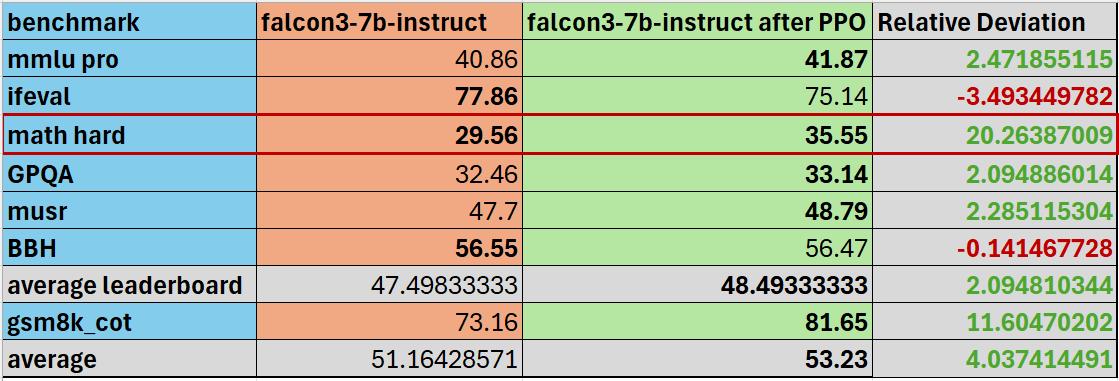 benchmark falcon3-7b-instruct falcon3-7b-instruct after PPO Relative Deviation
mmlu pro 40.86 41.87 2.471855115
ifeval 77.86 75.14 -3.493449782
math hard 29.56 35.55 20.26387009
GPQA 32.46 33.14 2.094886014
musr 47.7 48.79 2.285115304
BBH 56.55 56.47 -0.141467728
average leaderboard 47.49833333 48.49333333 2.094810344
gsm8k_cot 73.16 81.65 11.60470202
average 51.16428571 53.23 4.037414491